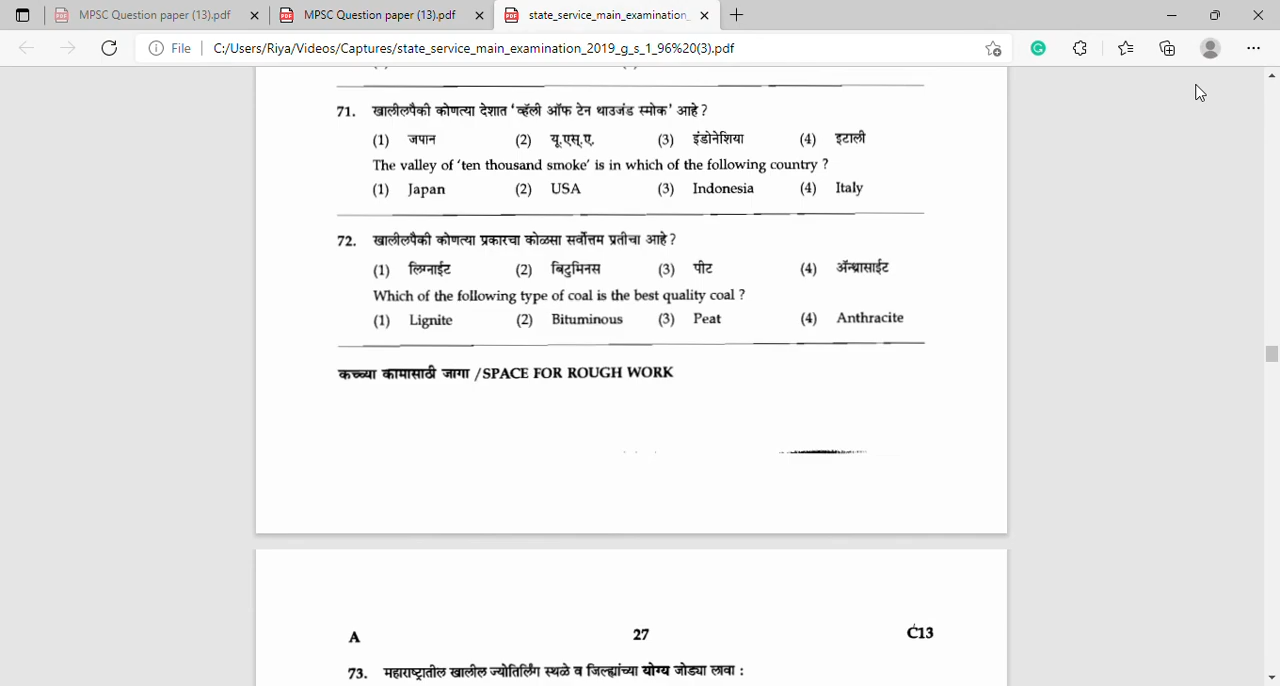 MPSC Question paper (13).pdf
MPSC Question paper (13).pdf
state_service_main_examination_
File
C:/Users/Riya/Videos/Captures/state_service_main_examination_2019_g_s_1_96%20(3).pdf
71. खालीलपैकी कोणत्या देशात 'व्हॅली ऑफ टेन थाउजंड स्मोक' आहे ?
(1) जपान (2) यू.एस्.ए. (3) इंडोनेशिया (4) इटाली
The valley of 'ten thousand smoke' is in which of the following country ?
(1) Japan (2) USA (3) Indonesia (4) Italy
72. खालीलपैकी कोणत्या प्रकारचा कोळसा सर्वोत्तम प्रतीचा आहे ?
(1) लिग्नाईट (2) बिटुमिनस (3) पीट (4) ॲन्थ्रासाईट
Which of the following type of coal is the best quality coal ?
(1) Lignite (2) Bituminous (3) Peat (4) Anthracite
कच्च्या कामासाठी जागा /SPACE FOR ROUGH WORK
A 27 C13
73. महाराष्ट्रातील खालील ज्योतिर्लिंग स्थळे व जिल्ह्यांच्या योग्य जोड्या लावा :